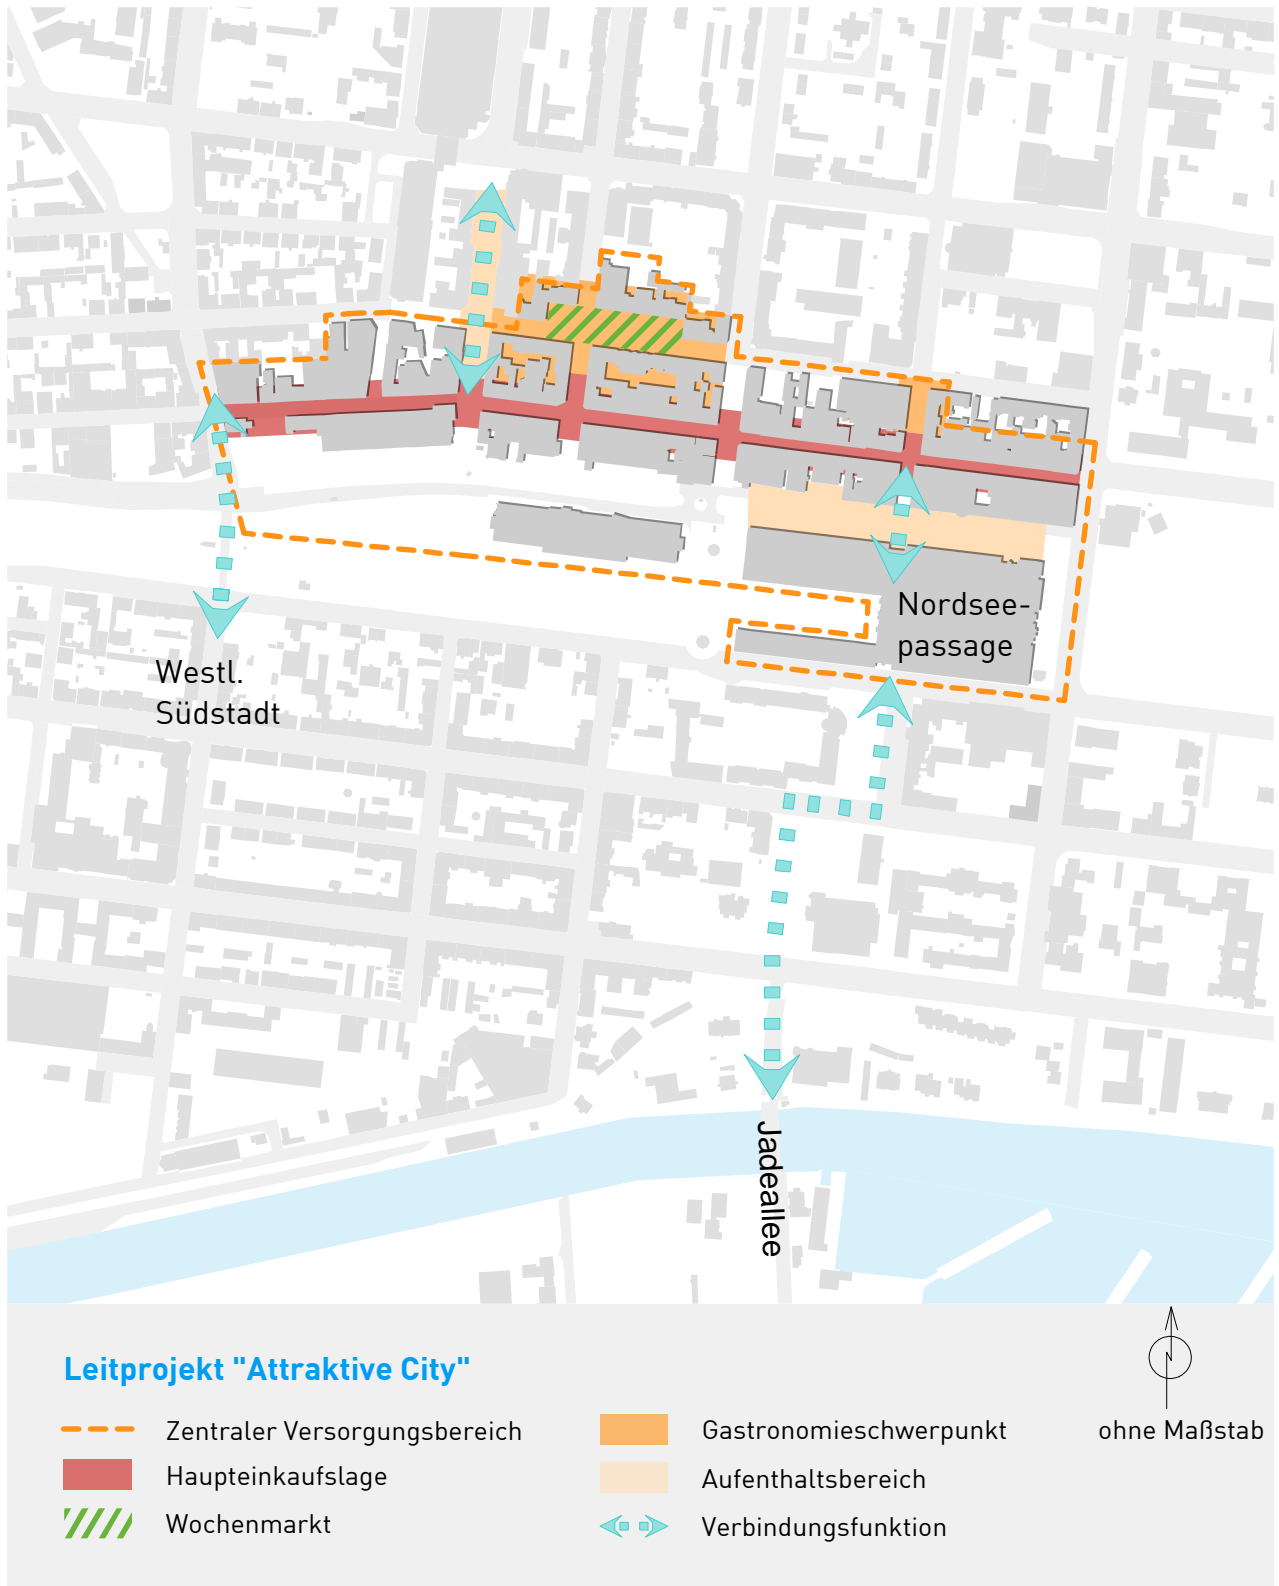 Nordsee-
passage
Westl.
Südstadt
Jadeallee
Leitprojekt "Attraktive City"
Zentraler Versorgungsbereich
Haupteinkaufslage
Wochenmarkt
Gastronomieschwerpunkt
Aufenthaltsbereich
Verbindungsfunktion
ohne Maßstab